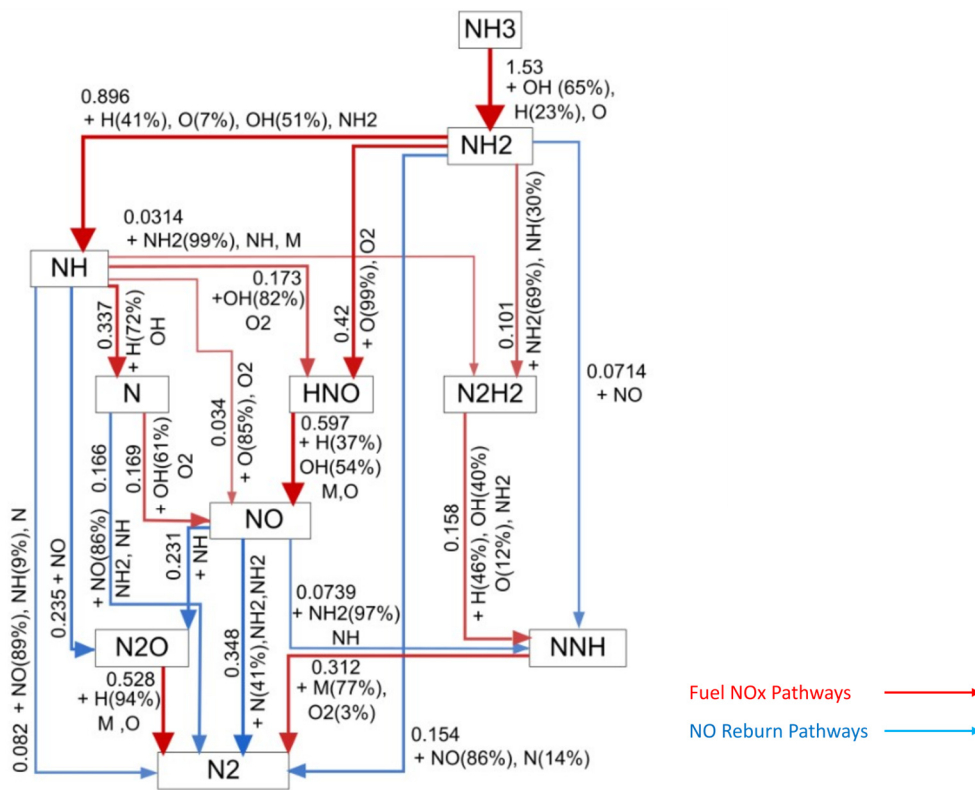 NH3
1.53
+ OH (65%),
H(23%), O
0.896
+ H(41%), O(7%), OH(51%), NH2
NH2
0.0314
+ NH2(99%), NH, M
NH
0.173
+OH(82%)
O2
0.337
+ H(72%)
OH
0.42
+ O(99%), O2
0.101
+ NH2(69%), NH(30%)
0.0714
+ NO
N
HNO
N2H2
0.034
+ O(85%), O2
0.597
+ H(37%)
OH(54%)
M,O
0.166
+ NO(86%)
NH2, NH
0.169
+ OH(61%)
O2
NO
0.158
+ H(46%), OH(40%)
O(12%), NH2
0.082 + NO(89%), NH(9%), N
0.235 + NO
0.231
+ NH
0.348
+ N(41%),NH2,NH2
0.0739
+ NH2(97%)
NH
N2O
NNH
0.528
+ H(94%)
M ,O
0.312
+ M(77%),
O2(3%)
0.154
+ NO(86%), N(14%)
N2
Fuel NOx Pathways
NO Reburn Pathways